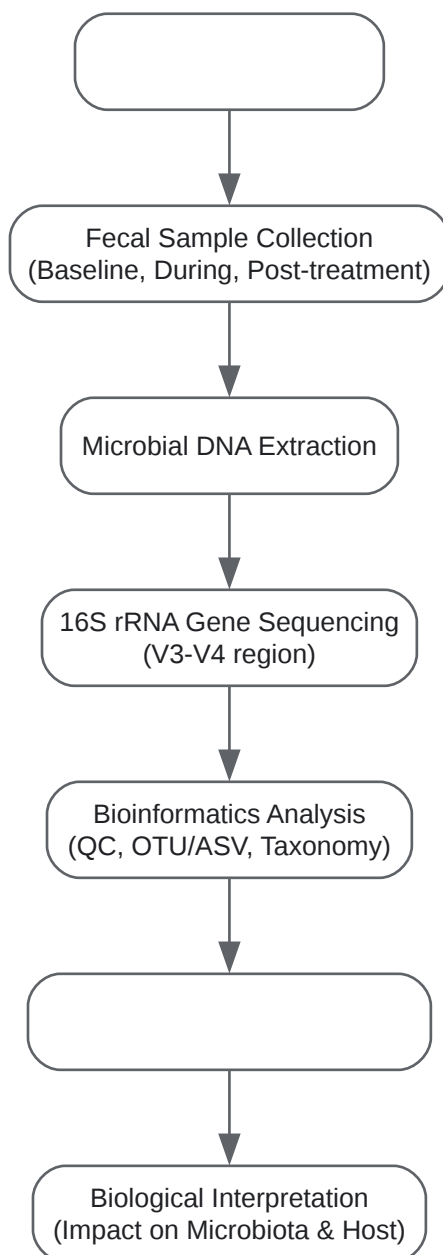 Fecal Sample Collection
(Baseline, During, Post-treatment)
Microbial DNA Extraction
16S rRNA Gene Sequencing
(V3-V4 region)
Bioinformatics Analysis
(QC, OTU/ASV, Taxonomy)
Biological Interpretation
(Impact on Microbiota & Host)